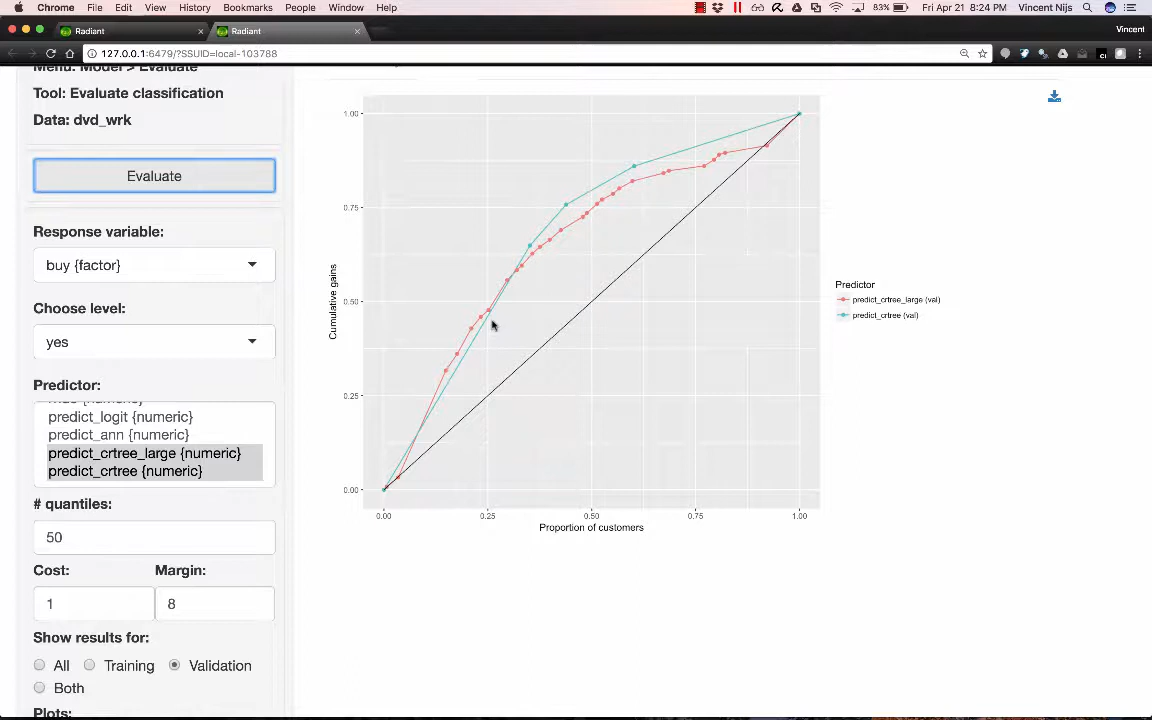 Chrome File Edit View History Bookmarks People Window Help 83% Fri Apr 21 8:24 PM Vincent Nijs
Radiant × Radiant × Vincent
127.0.0.1:6479/?SSUID=local-103788
Menu: Model > Evaluate
Tool: Evaluate classification
Data: dvd_wrk
Evaluate
Response variable:
buy {factor}
Choose level:
yes
Predictor:
predict_logit {numeric}
predict_ann {numeric}
predict_crtree_large {numeric}
predict_crtree {numeric}
# quantiles:
50
Cost: Margin:
1 8
Show results for:
All Training Validation
Both
Plots:
1.00
0.75
0.50
0.25
0.00
Cumulative gains
0.00 0.25 0.50 0.75 1.00
Proportion of customers
Predictor
predict_crtree_large (val)
predict_crtree (val)